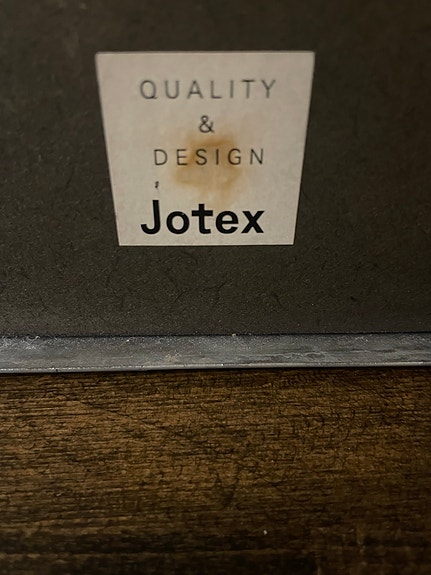 QUALITY
&
DESIGN
Jotex